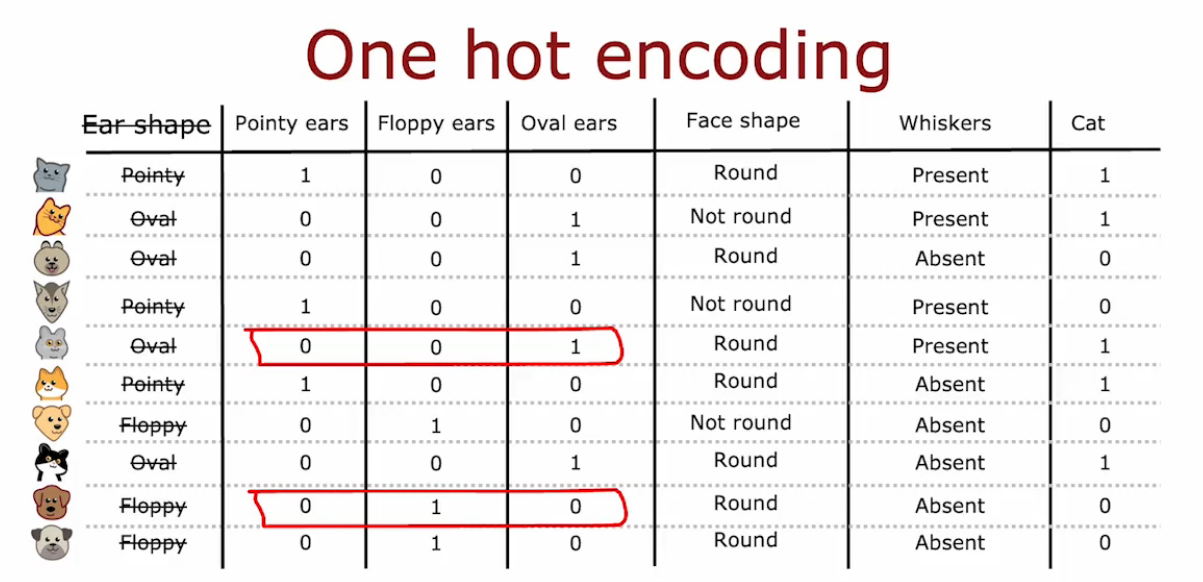 One hot encoding
Ear shape Pointy ears Floppy ears Oval ears Face shape Whiskers Cat
Pointy 1 0 0 Round Present 1
Oval 0 0 1 Not round Present 1
Oval 0 0 1 Round Absent 0
Pointy 1 0 0 Not round Present 0
Oval 0 0 1 Round Present 1
Pointy 1 0 0 Round Absent 1
Floppy 0 1 0 Not round Absent 0
Oval 0 0 1 Round Absent 1
Floppy 0 1 0 Round Absent 0
Floppy 0 1 0 Round Absent 0